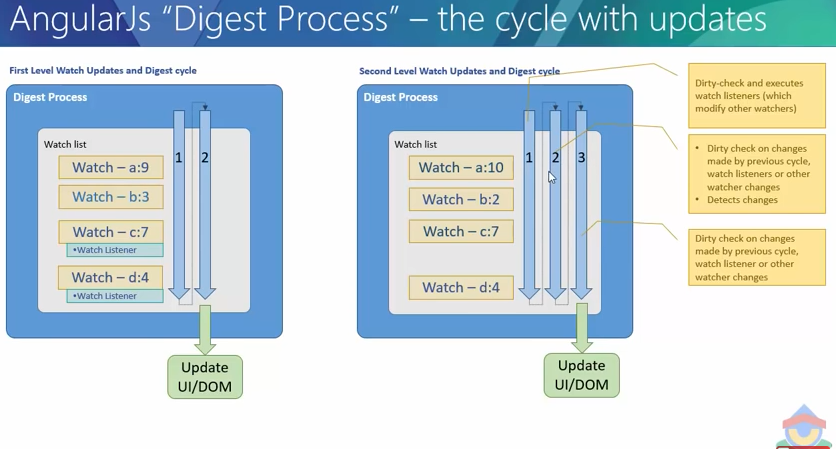 AngularJs “Digest Process” – the cycle with updates
First Level Watch Updates and Digest cycle
Digest Process
Watch list
Watch – a:9
Watch – b:3
Watch – c:7
•Watch Listener
Watch – d:4
•Watch Listener
1
2
Update
UI/DOM
Second Level Watch Updates and Digest cycle
Digest Process
Watch list
Watch – a:10
Watch – b:2
Watch – c:7
Watch – d:4
1
2
3
Update
UI/DOM
Dirty-check and executes
watch listeners (which
modify other watchers)
• Dirty check on changes
made by previous cycle,
watch listeners or other
watcher changes
• Detects changes
Dirty check on changes
made by previous cycle,
watch listener or other
watcher changes